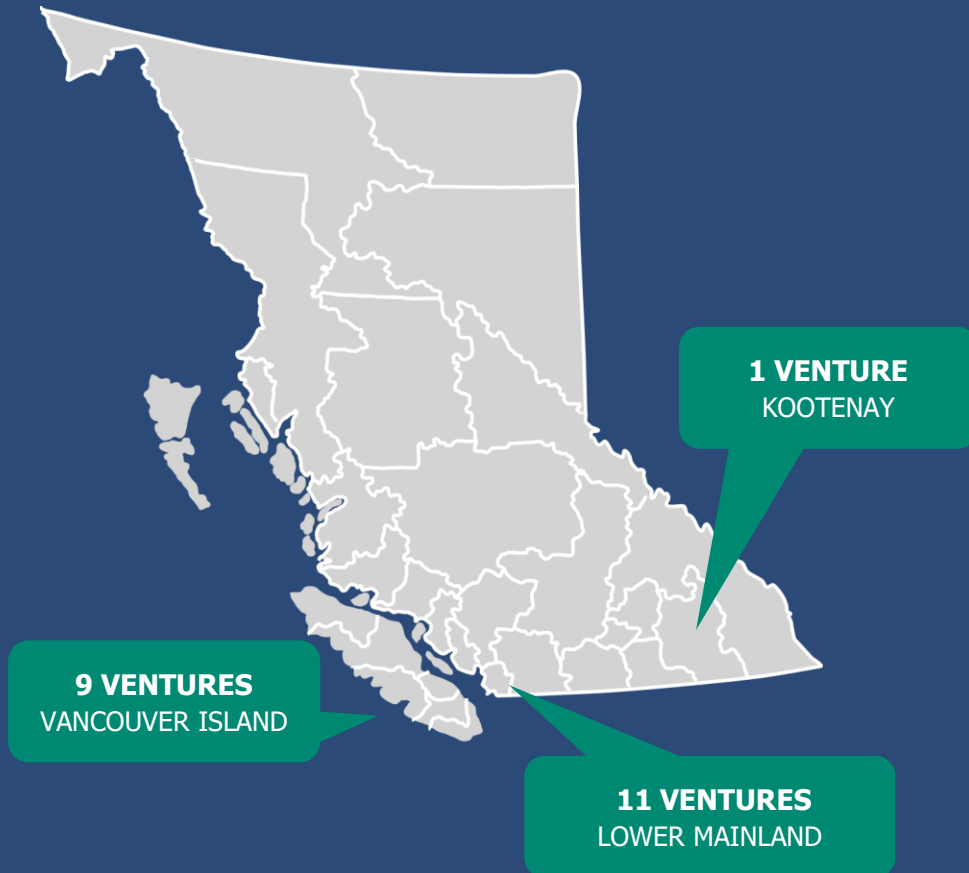 1 VENTURE
KOOTENAY
9 VENTURES
VANCOUVER ISLAND
11 VENTURES
LOWER MAINLAND